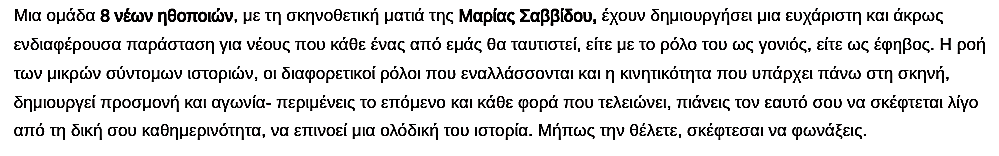 Μια ομάδα 8 νέων ηθοποιών, με τη σκηνοθετική ματιά της Μαρίας Σαββίδου, έχουν δημιουργήσει μια ευχάριστη και άκρως
ενδιαφέρουσα παράσταση για νέους που κάθε ένας από εμάς θα ταυτιστεί, είτε με το ρόλο του ως γονιός, είτε ως έφηβος. Η ροή
των μικρών σύντομων ιστοριών, οι διαφορετικοί ρόλοι που εναλλάσσονται και η κινητικότητα που υπάρχει πάνω στη σκηνή,
δημιουργεί προσμονή και αγωνία- περιμένεις το επόμενο και κάθε φορά που τελειώνει, πιάνεις τον εαυτό σου να σκέφτεται λίγο
από τη δική σου καθημερινότητα, να επινοεί μια ολόδική του ιστορία. Μήπως την θέλετε, σκέφτεσαι να φωνάξεις.